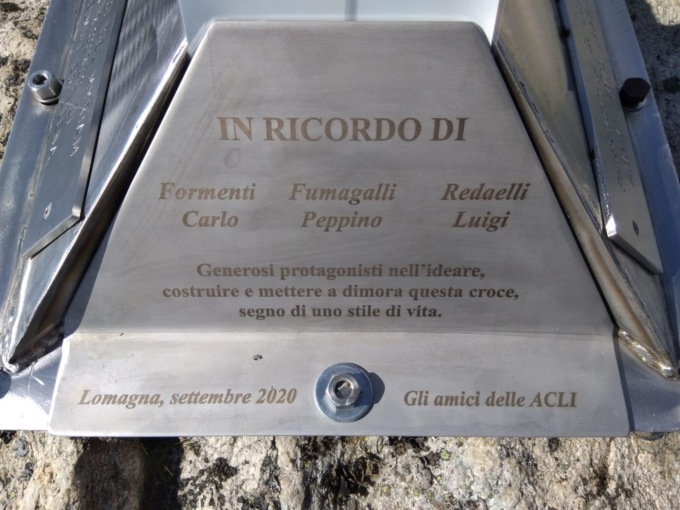 IN RICORDO DI
Formenti Fumagalli Redaelli
Carlo Peppino Luigi
Generosi protagonisti nell'ideare,
costruire e mettere a dimora questa croce,
segno di uno stile di vita.
Lomagna, settembre 2020 Gli amici delle ACLI